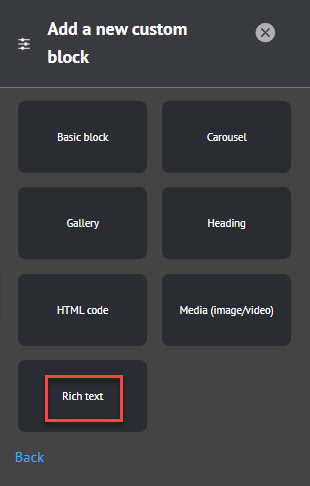 Add a new custom
block
Basic block
Carousel
Gallery
Heading
HTML code
Media (image/video)
Rich text
Back